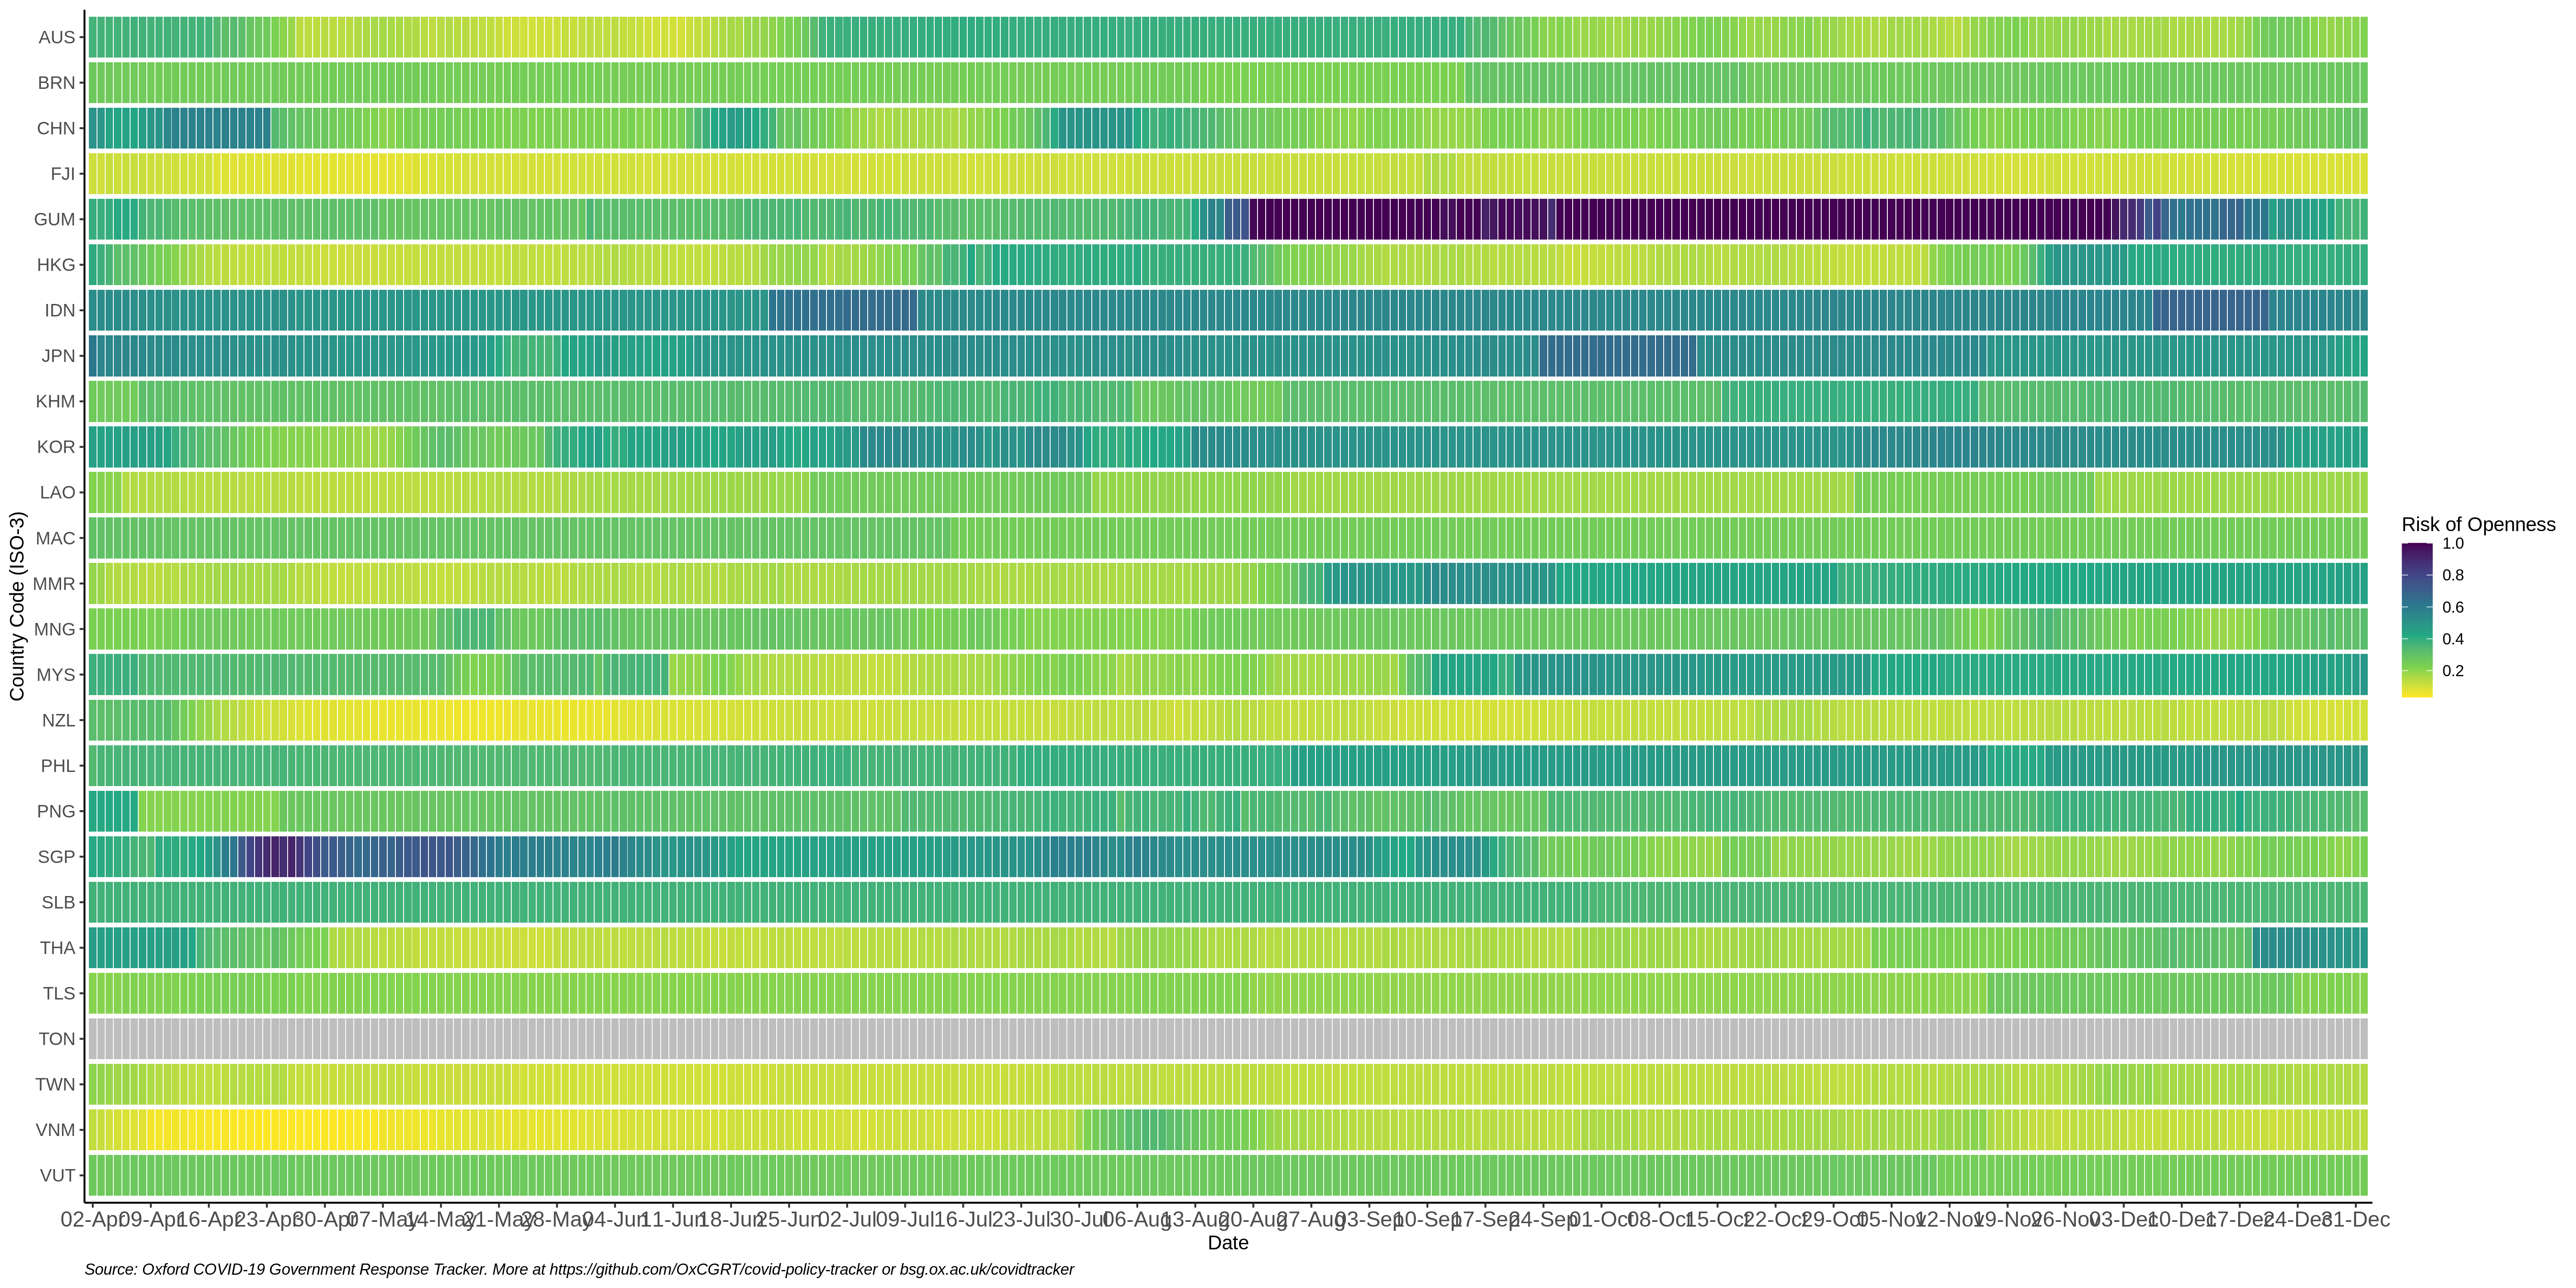 AUS
BRN
CHN
FJI
GUM
HKG
IDN
JPN
KHM
KOR
LAO
MAC
MMR
MNG
MYS
NZL
PHL
PNG
SGP
SLB
THA
TLS
TON
TWN
VNM
VUT
Country Code (ISO-3)
Risk of Openness
1.0
0.8
0.6
0.4
0.2
02-Apr 09-Apr 16-Apr 23-Apr 30-Apr 07-May 14-May 21-May 28-May 04-Jun 11-Jun 18-Jun 25-Jun 02-Jul 09-Jul 16-Jul 23-Jul 30-Jul 06-Aug 13-Aug 20-Aug 27-Aug 03-Sep 10-Sep 17-Sep 24-Sep 01-Oct 08-Oct 15-Oct 22-Oct 29-Oct 05-Nov 12-Nov 19-Nov 26-Nov 03-Dec 10-Dec 17-Dec 24-Dec 31-Dec
Date
Source: Oxford COVID-19 Government Response Tracker. More at https://github.com/OxCGRT/covid-policy-tracker or bsg.ox.ac.uk/covidtracker